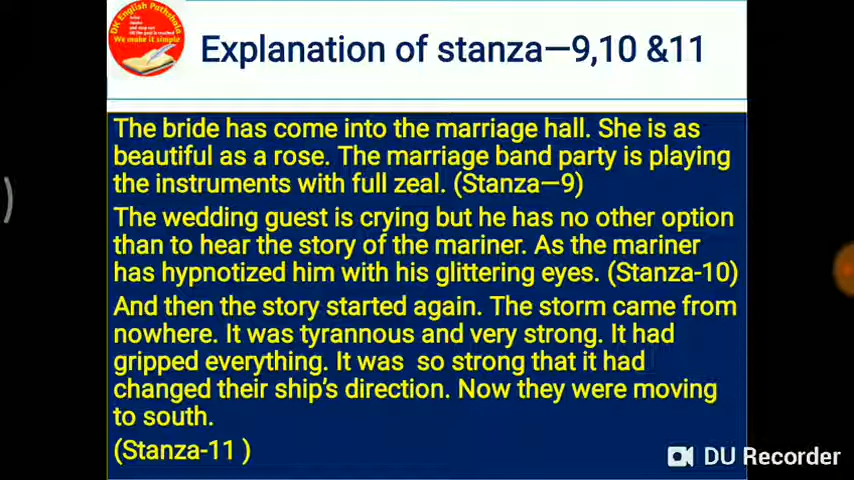 DK English Pathshala
We make it simple
Explanation of stanza—9,10 &11
The bride has come into the marriage hall. She is as
beautiful as a rose. The marriage band party is playing
the instruments with full zeal. (Stanza—9)
The wedding guest is crying but he has no other option
than to hear the story of the mariner. As the mariner
has hypnotized him with his glittering eyes. (Stanza-10)
And then the story started again. The storm came from
nowhere. It was tyrannous and very strong. It had
gripped everything. It was  so strong that it had
changed their ship's direction. Now they were moving
to south.
(Stanza-11 )
DU Recorder